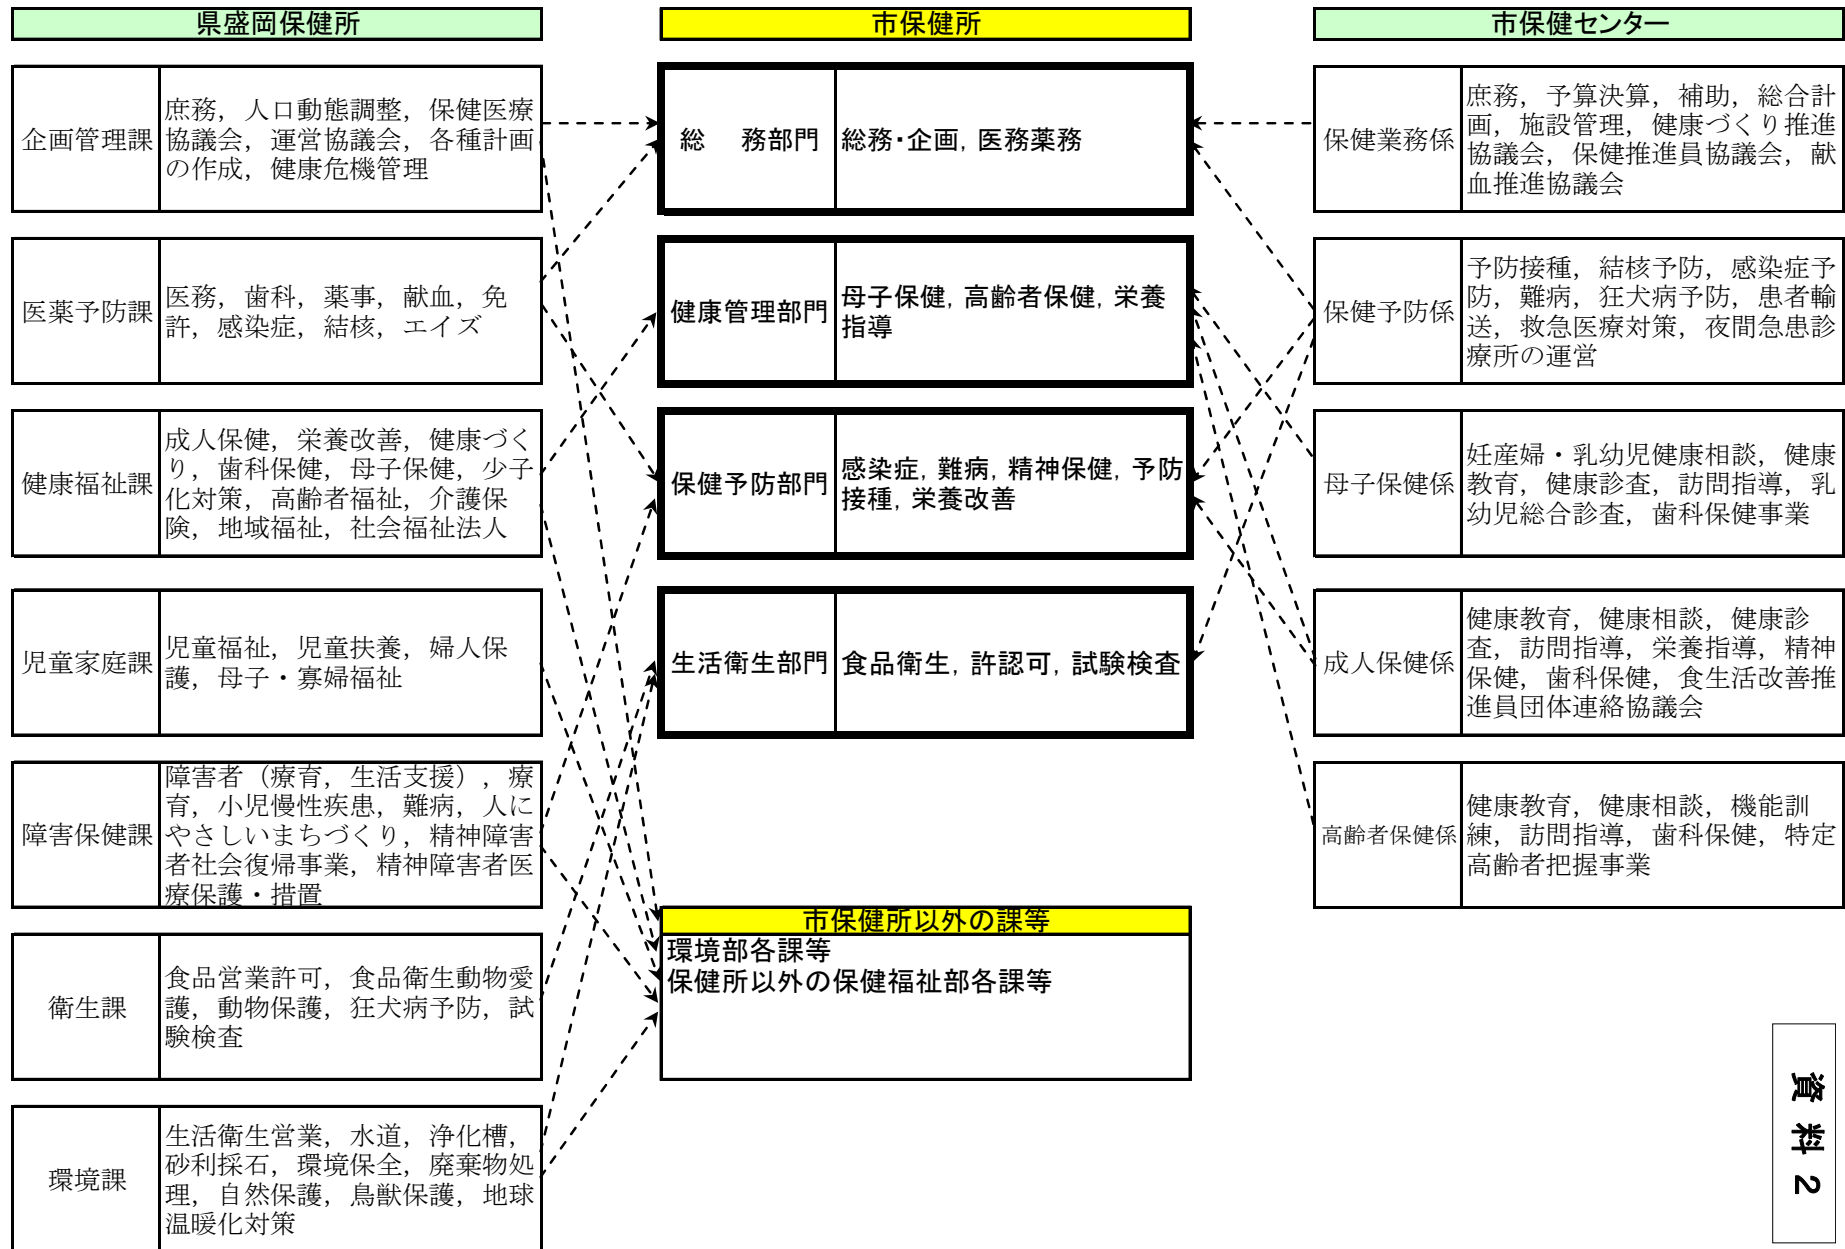 県盛岡保健所
企画管理課
庶務，人口動態調整，保健医療
協議会，運営協議会，各種計画
の作成，健康危機管理
医薬予防課
医務，歯科，薬事，献血，免
許，感染症，結核，エイズ
健康福祉課
成人保健，栄養改善，健康づく
り，歯科保健，母子保健，少子
化対策，高齢者福祉，介護保
険，地域福祉，社会福祉法人
児童家庭課
児童福祉，児童扶養，婦人保
護，母子・寡婦福祉
障害保健課
障害者（療育，生活支援），療
育，小児慢性疾患，難病，人に
やさしいまちづくり，精神障害
者社会復帰事業，精神障害者医
療保護・措置
衛生課
食品営業許可，食品衛生動物愛
護，動物保護，狂犬病予防，試
験検査
環境課
生活衛生営業，水道，浄化槽，
砂利採石，環境保全，廃棄物処
理，自然保護，鳥獣保護，地球
温暖化対策
市保健所
総　務部門
総務・企画，医務薬務
健康管理部門
母子保健，高齢者保健，栄養
指導
保健予防部門
感染症，難病，精神保健，予防
接種，栄養改善
生活衛生部門
食品衛生，許認可，試験検査
市保健所以外の課等
環境部各課等
保健所以外の保健福祉部各課等
市保健センター
保健業務係
庶務，予算決算，補助，総合計
画，施設管理，健康づくり推進
協議会，保健推進員協議会，献
血推進協議会
保健予防係
予防接種，結核予防，感染症予
防，難病，狂犬病予防，患者輸
送，救急医療対策，夜間急患診
療所の運営
母子保健係
妊産婦・乳幼児健康相談，健康
教育，健康診査，訪問指導，乳
幼児総合診査，歯科保健事業
成人保健係
健康教育，健康相談，健康診
査，訪問指導，栄養指導，精神
保健，歯科保健，食生活改善推
進員団体連絡協議会
高齢者保健係
健康教育，健康相談，機能訓
練，訪問指導，歯科保健，特定
高齢者把握事業
資料２